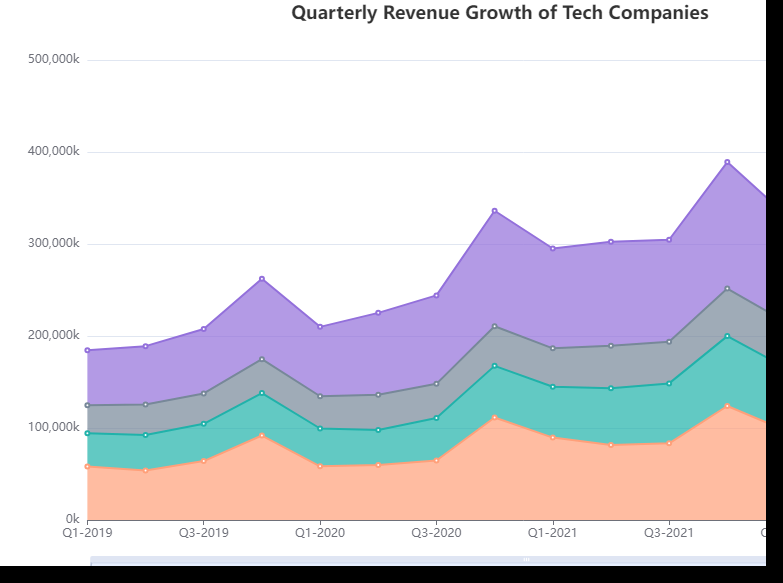 Quarterly Revenue Growth of Tech Companies
500,000k
400,000k
300,000k
200,000k
100,000k
0k
Q1-2019 Q3-2019 Q1-2020 Q3-2020 Q1-2021 Q3-2021